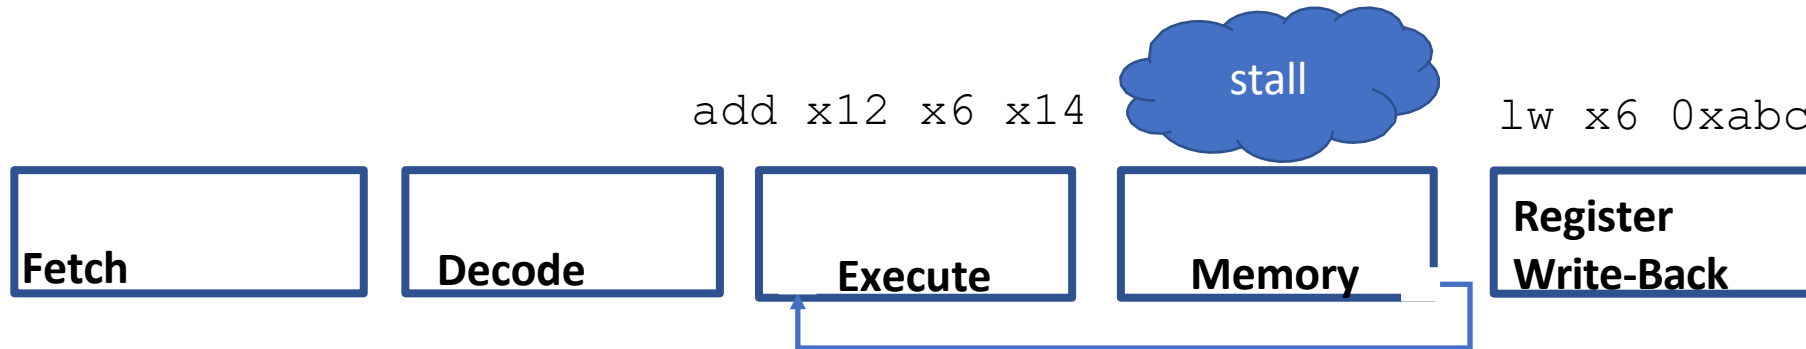 stall
add x12 x6 x14
lw x6 0xabc
Fetch
Decode
Execute
Memory
Register
Write-Back